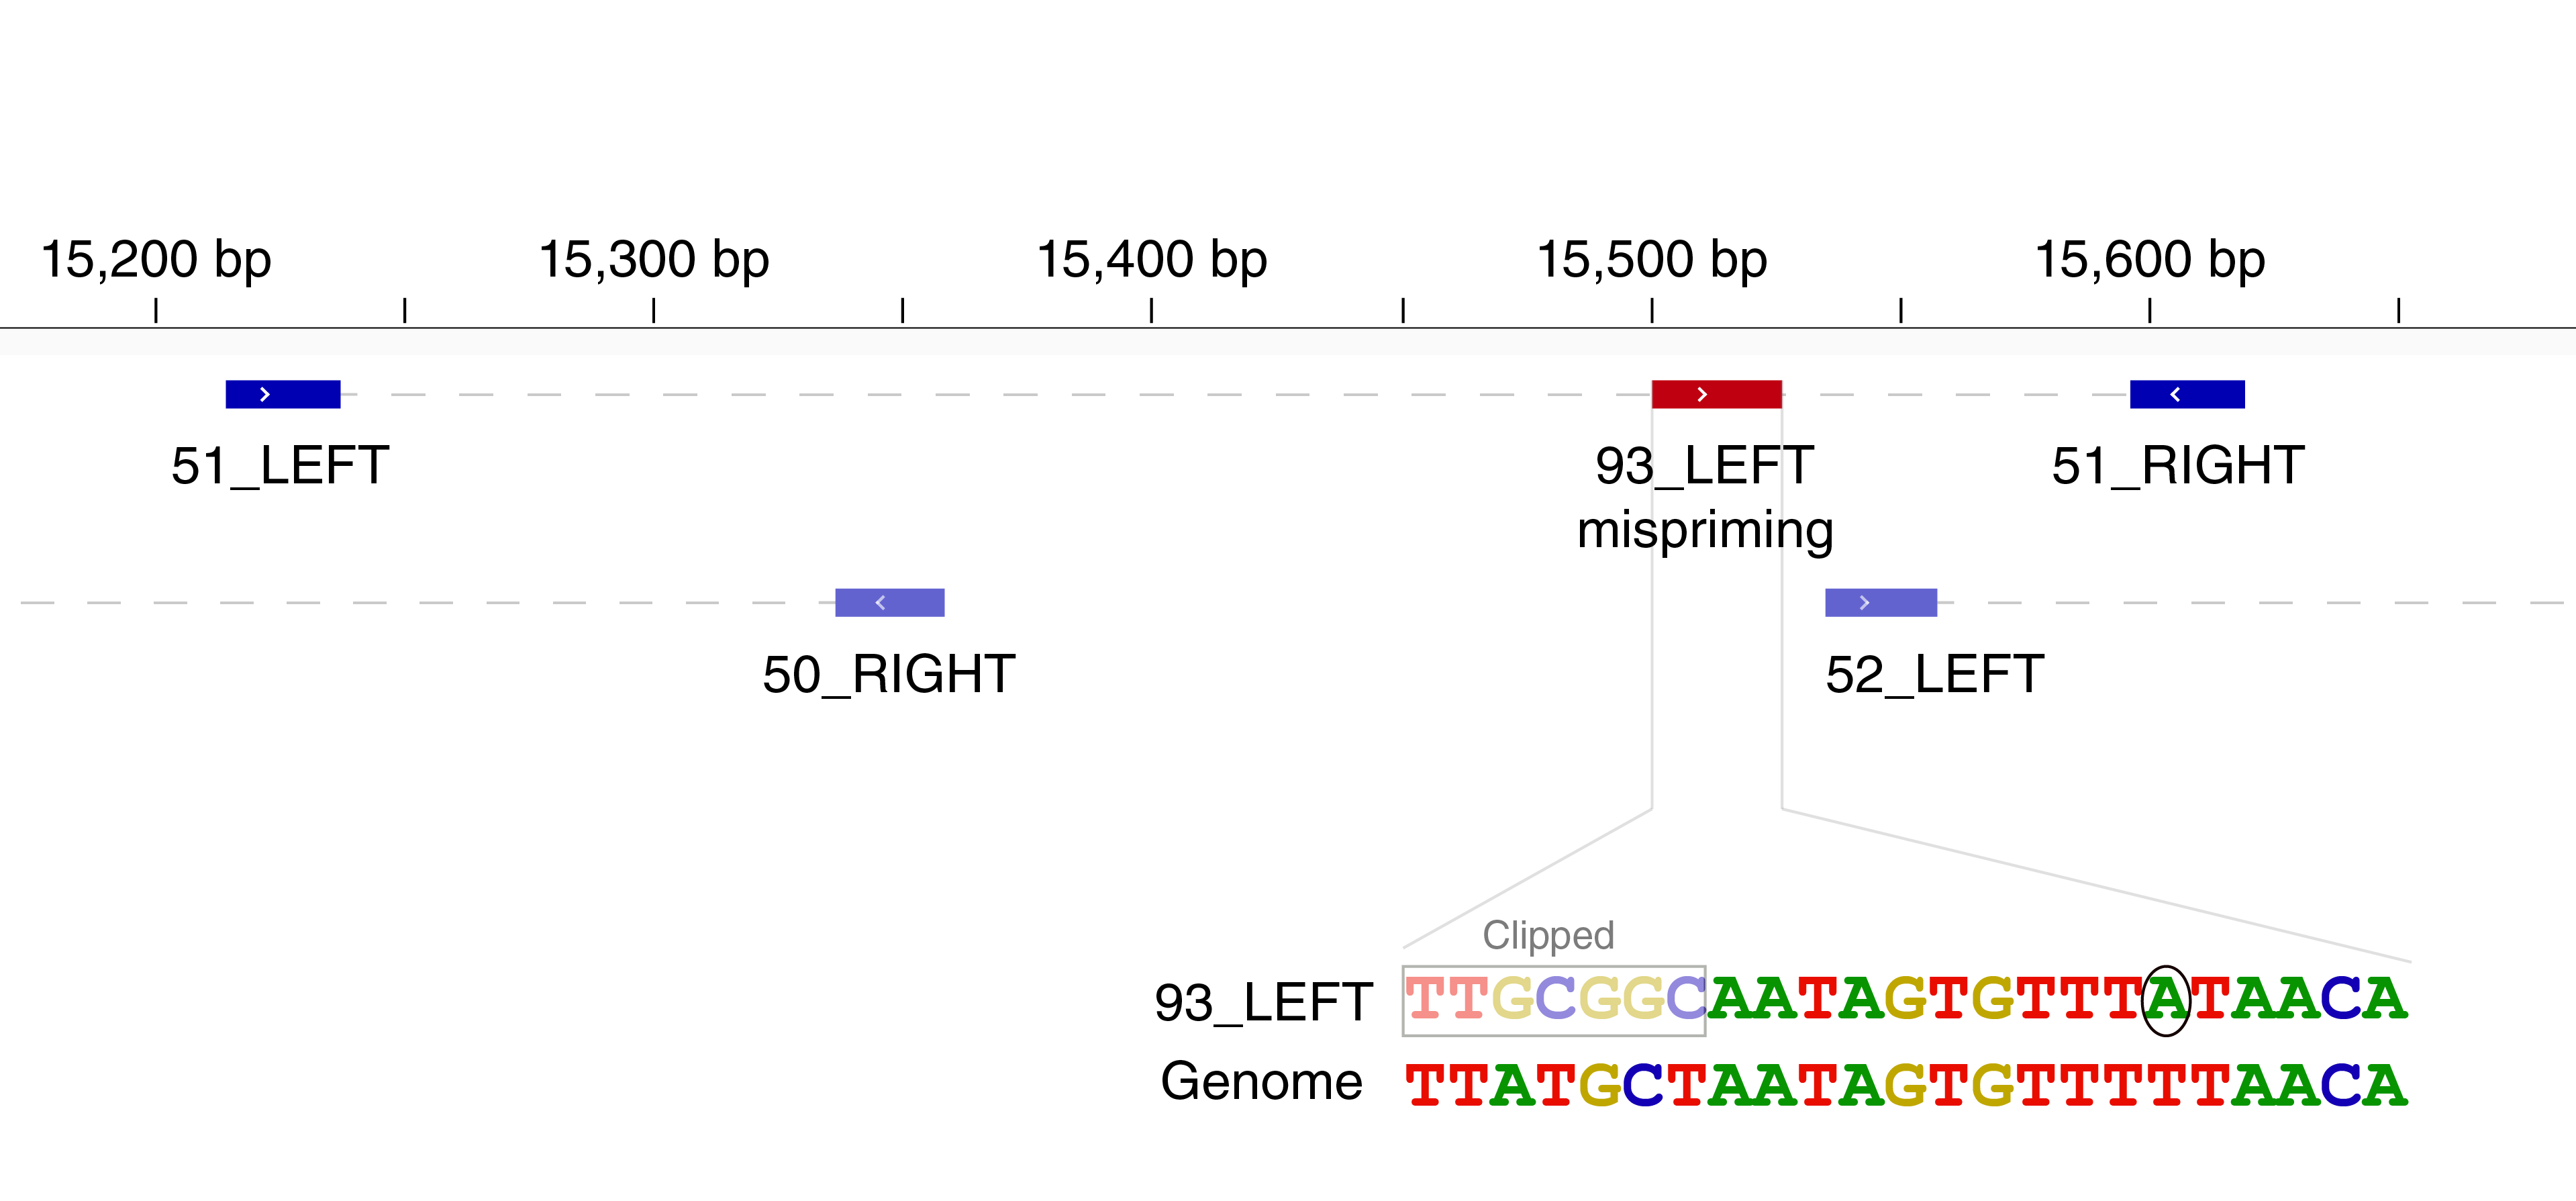 15,200 bp 15,300 bp 15,400 bp 15,500 bp 15,600 bp
51_LEFT 93_LEFT 51_RIGHT
mispriming
50_RIGHT 52_LEFT
Clipped
93_LEFT TTGCGGCAATAGTGTTTATAACA
Genome TTATGCTAATAGTGTTTTTAACA